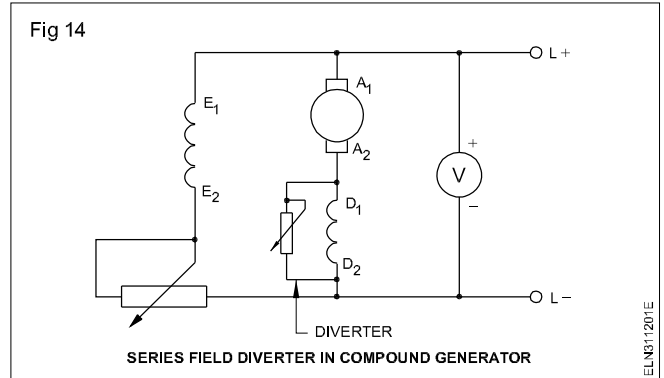 Fig 14
L +
A1
E1
A2
+
V
E2
D1
–
D2
L –
DIVERTER
SERIES FIELD DIVERTER IN COMPOUND GENERATOR
ELN311201E